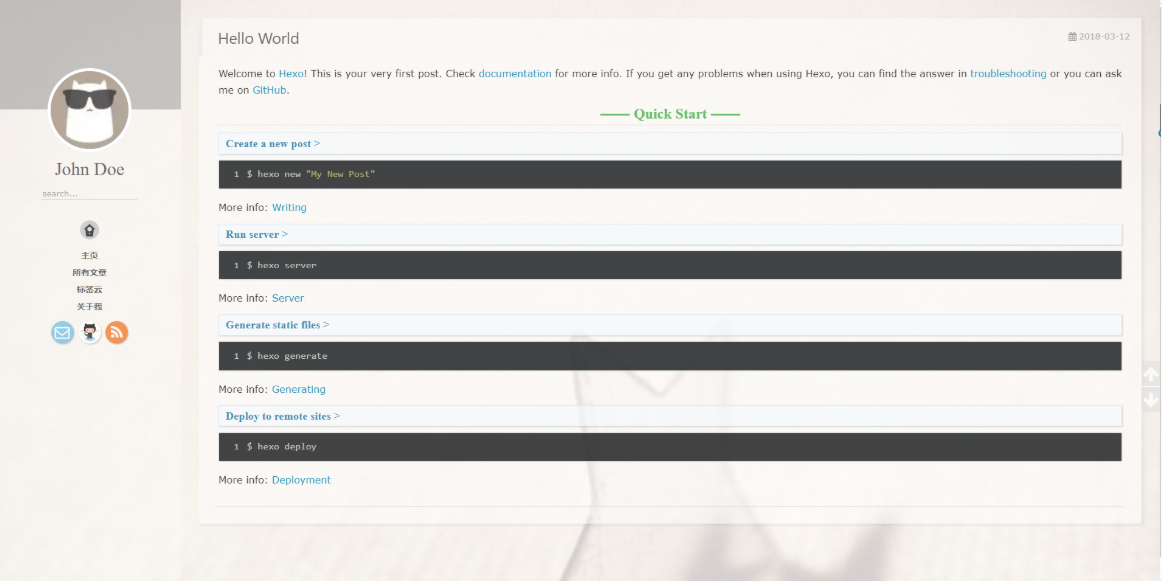 John Doe
search...
主页
所有文章
标签云
关于我
Hello World
2018-03-12
Welcome to Hexo! This is your very first post. Check documentation for more info. If you get any problems when using Hexo, you can find the answer in troubleshooting or you can ask
me on GitHub.
Quick Start
Create a new post >
1 $ hexo new "My New Post"
More info: Writing
Run server >
1 $ hexo server
More info: Server
Generate static files >
1 $ hexo generate
More info: Generating
Deploy to remote sites >
1 $ hexo deploy
More info: Deployment